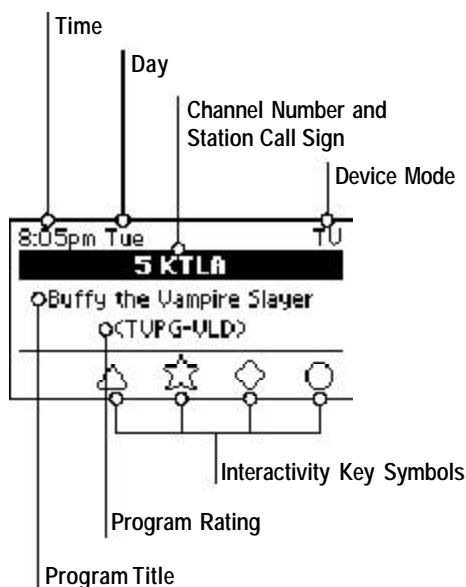 Time
Day
Channel Number and
Station Call Sign
Device Mode
8:05pm Tue TV
5 KTLA
Buffy the Vampire Slayer
(TVPG-VLD)
Interactivity Key Symbols
Program Rating
Program Title